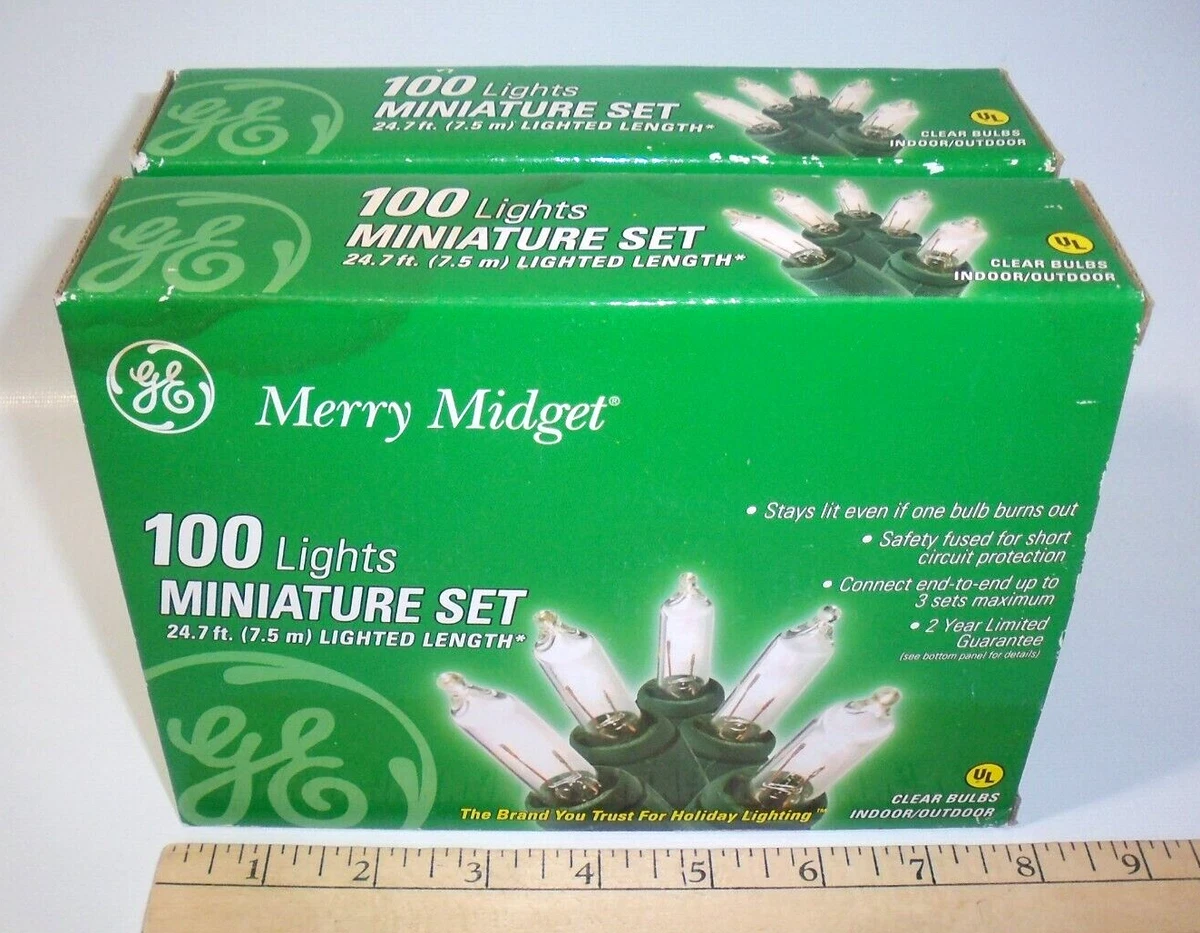 GE
100 Lights
MINIATURE SET
24.7 ft. (7.5 m) LIGHTED LENGTH*
UL
CLEAR BULBS
INDOOR/OUTDOOR
GE
100 Lights
MINIATURE SET
24.7 ft. (7.5 m) LIGHTED LENGTH*
UL
CLEAR BULBS
INDOOR/OUTDOOR
GE
Merry Midget®
100 Lights
MINIATURE SET
24.7 ft. (7.5 m) LIGHTED LENGTH*
• Stays lit even if one bulb burns out
• Safety fused for short
circuit protection
• Connect end-to-end up to
3 sets maximum
• 2 Year Limited
Guarantee
(see bottom panel for details)
GE
The Brand You Trust For Holiday Lighting ™
UL
CLEAR BULBS
INDOOR/OUTDOOR
1 2 3 4 5 6 7 8 9